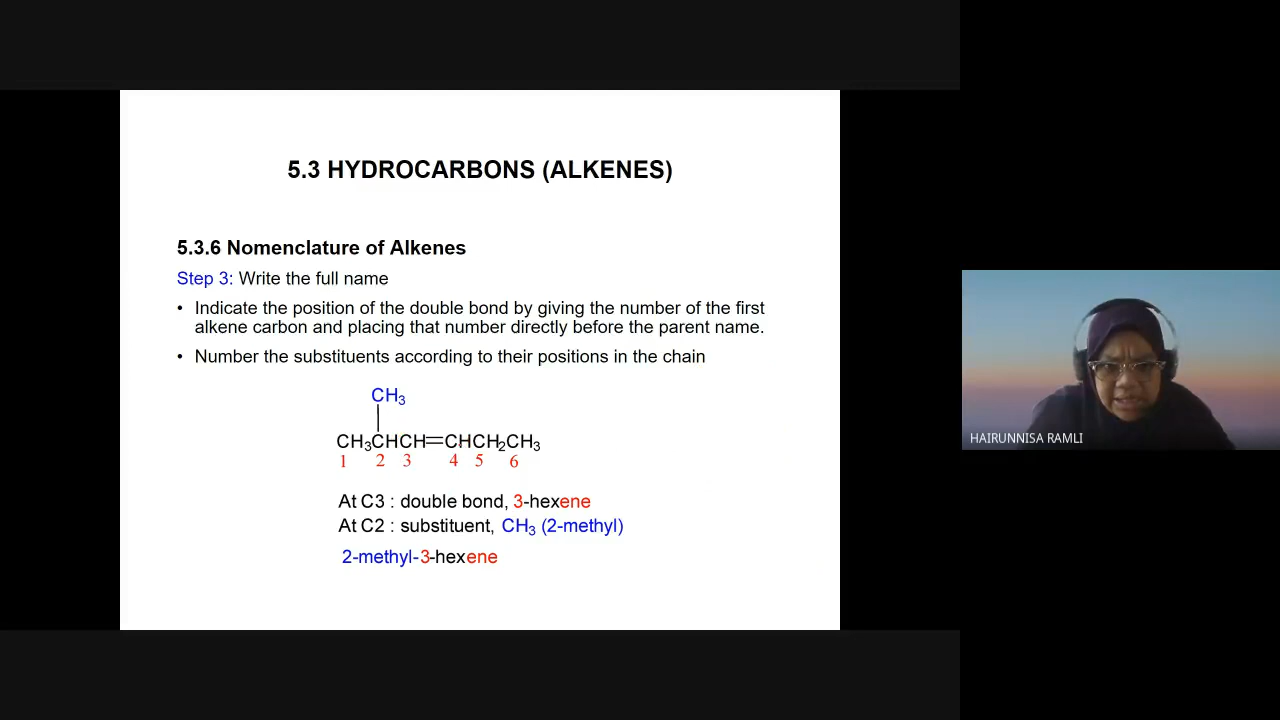 5.3 HYDROCARBONS (ALKENES)
5.3.6 Nomenclature of Alkenes
Step 3: Write the full name
• Indicate the position of the double bond by giving the number of the first
alkene carbon and placing that number directly before the parent name.
• Number the substituents according to their positions in the chain
CH₃
CH₃CHCH=CHCH₂CH₃
1 2 3 4 5 6
At C3 : double bond, 3-hexene
At C2 : substituent, CH₃ (2-methyl)
2-methyl-3-hexene
HAIRUNNISA RAMLI